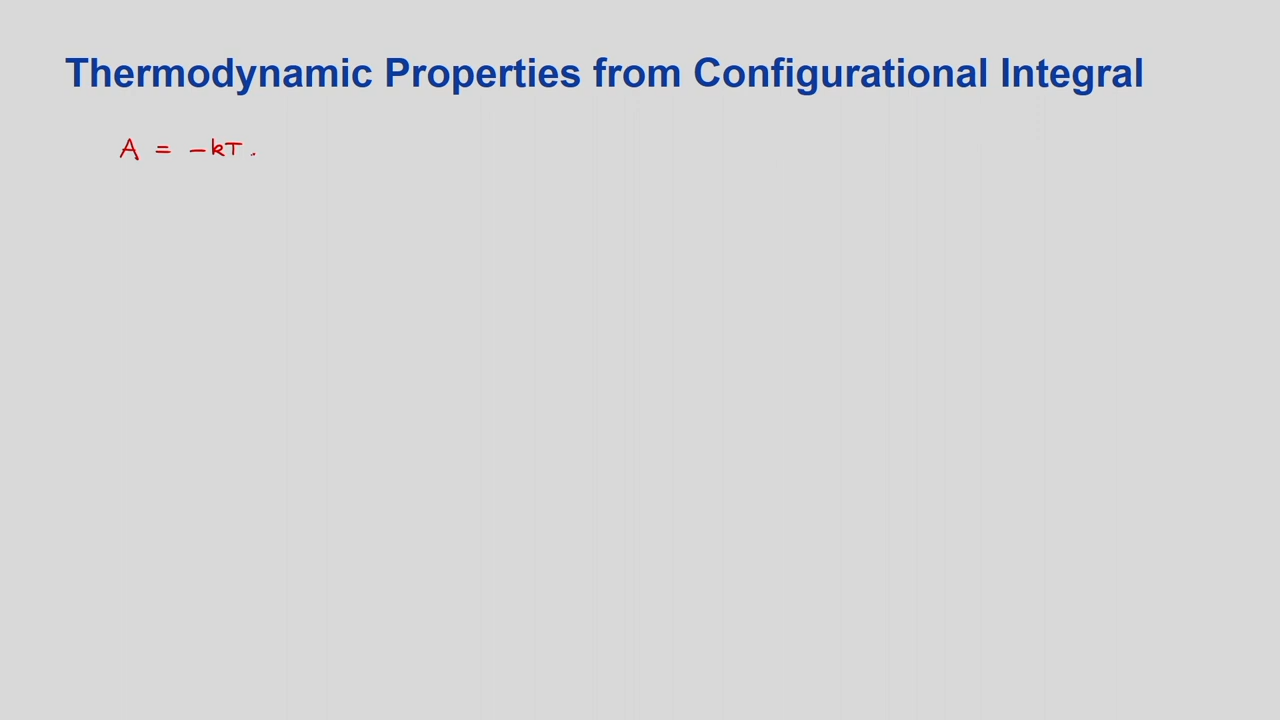 Thermodynamic Properties from Configurational Integral
A = -kT .